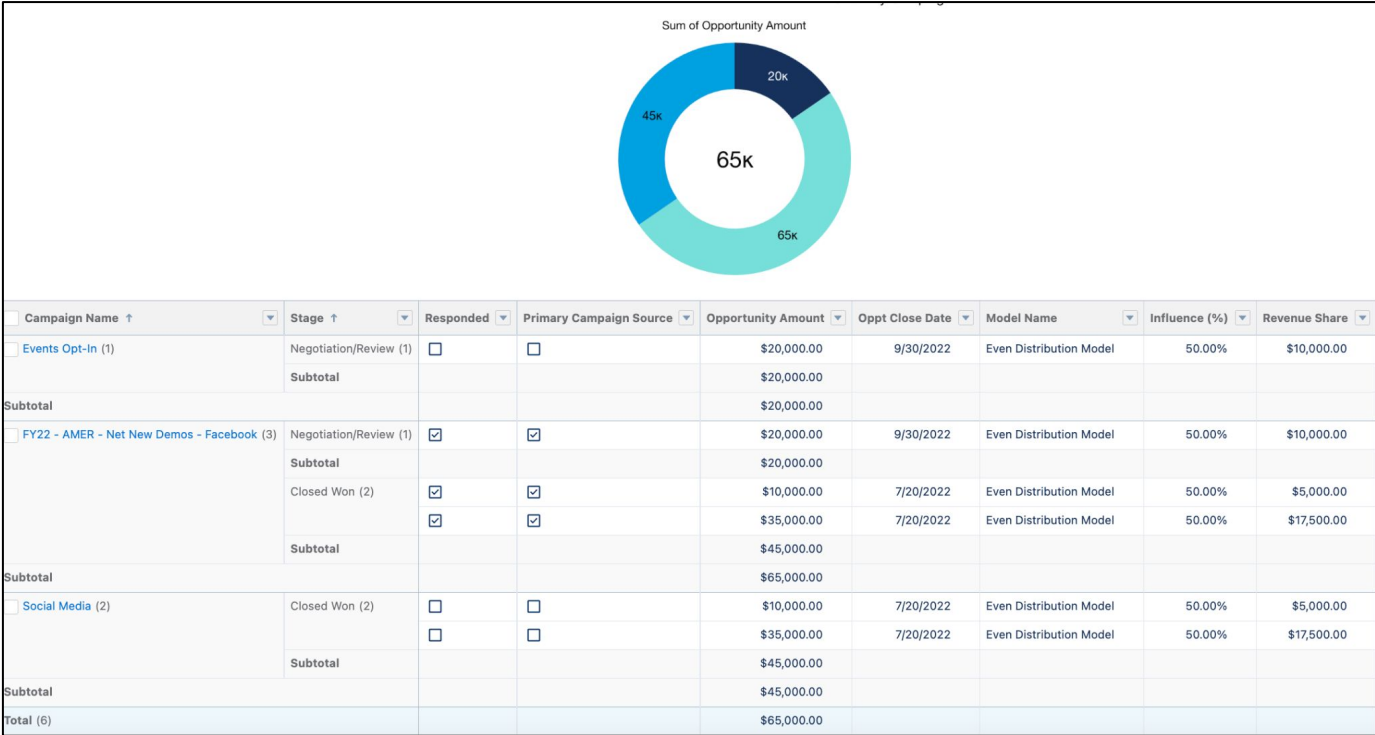 Sum of Opportunity Amount
20K
45K
65K
65K
Campaign Name ↑ Stage ↑ Responded Primary Campaign Source Opportunity Amount Oppt Close Date Model Name Influence (%) Revenue Share
Events Opt-In (1) Negotiation/Review (1) $20,000.00 9/30/2022 Even Distribution Model 50.00% $10,000.00
Subtotal $20,000.00
Subtotal $20,000.00
FY22 - AMER - Net New Demos - Facebook (3) Negotiation/Review (1) $20,000.00 9/30/2022 Even Distribution Model 50.00% $10,000.00
Subtotal $20,000.00
Closed Won (2) $10,000.00 7/20/2022 Even Distribution Model 50.00% $5,000.00
$35,000.00 7/20/2022 Even Distribution Model 50.00% $17,500.00
Subtotal $45,000.00
Subtotal $65,000.00
Social Media (2) Closed Won (2) $10,000.00 7/20/2022 Even Distribution Model 50.00% $5,000.00
$35,000.00 7/20/2022 Even Distribution Model 50.00% $17,500.00
Subtotal $45,000.00
Subtotal $45,000.00
Total (6) $65,000.00